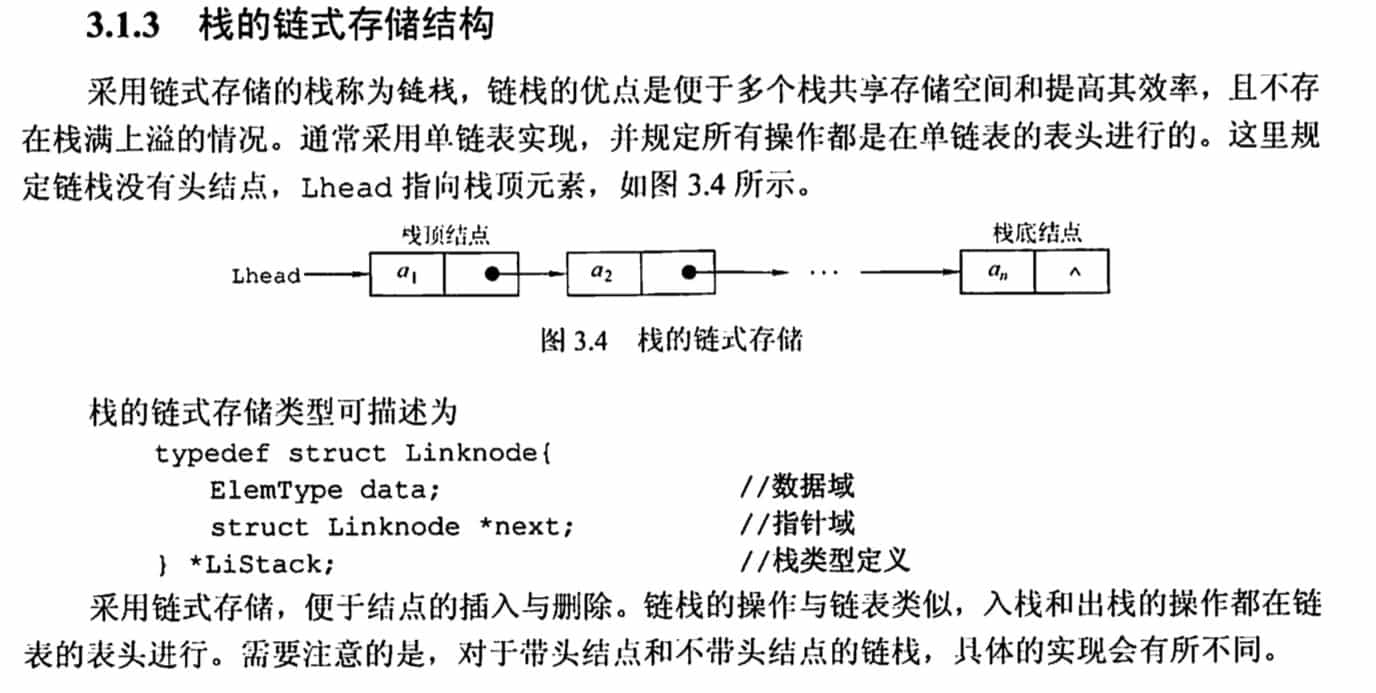 3.1.3 栈的链式存储结构
采用链式存储的栈称为链栈，链栈的优点是便于多个栈共享存储空间和提高其效率，且不存
在栈满上溢的情况。通常采用单链表实现，并规定所有操作都是在单链表的表头进行的。这里规
定链栈没有头结点，Lhead 指向栈顶元素，如图 3.4 所示。
栈顶结点 栈底结点
Lhead a1 a2 ··· an ^
图 3.4 栈的链式存储
栈的链式存储类型可描述为
typedef struct Linknode{
ElemType data; //数据域
struct Linknode *next; //指针域
} *LiStack; //栈类型定义
采用链式存储，便于结点的插入与删除。链栈的操作与链表类似，入栈和出栈的操作都在链
表的表头进行。需要注意的是，对于带头结点和不带头结点的链栈，具体的实现会有所不同。